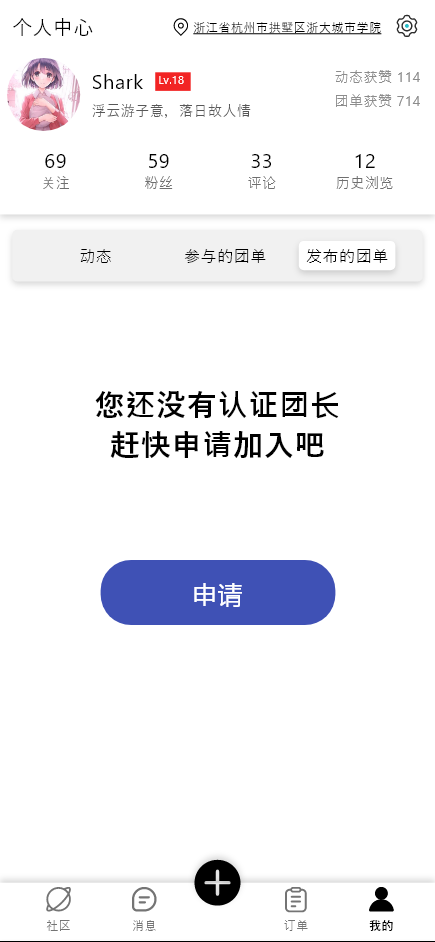 个人中心
浙江省杭州市拱墅区浙大城市学院
Shark Lv.18
浮云游子意，落日故人情
动态获赞 114
团单获赞 714
69 59 33 12
关注 粉丝 评论 历史浏览
动态 参与的团单 发布的团单
您还没有认证团长
赶快申请加入吧
申请
社区 消息 订单 我的